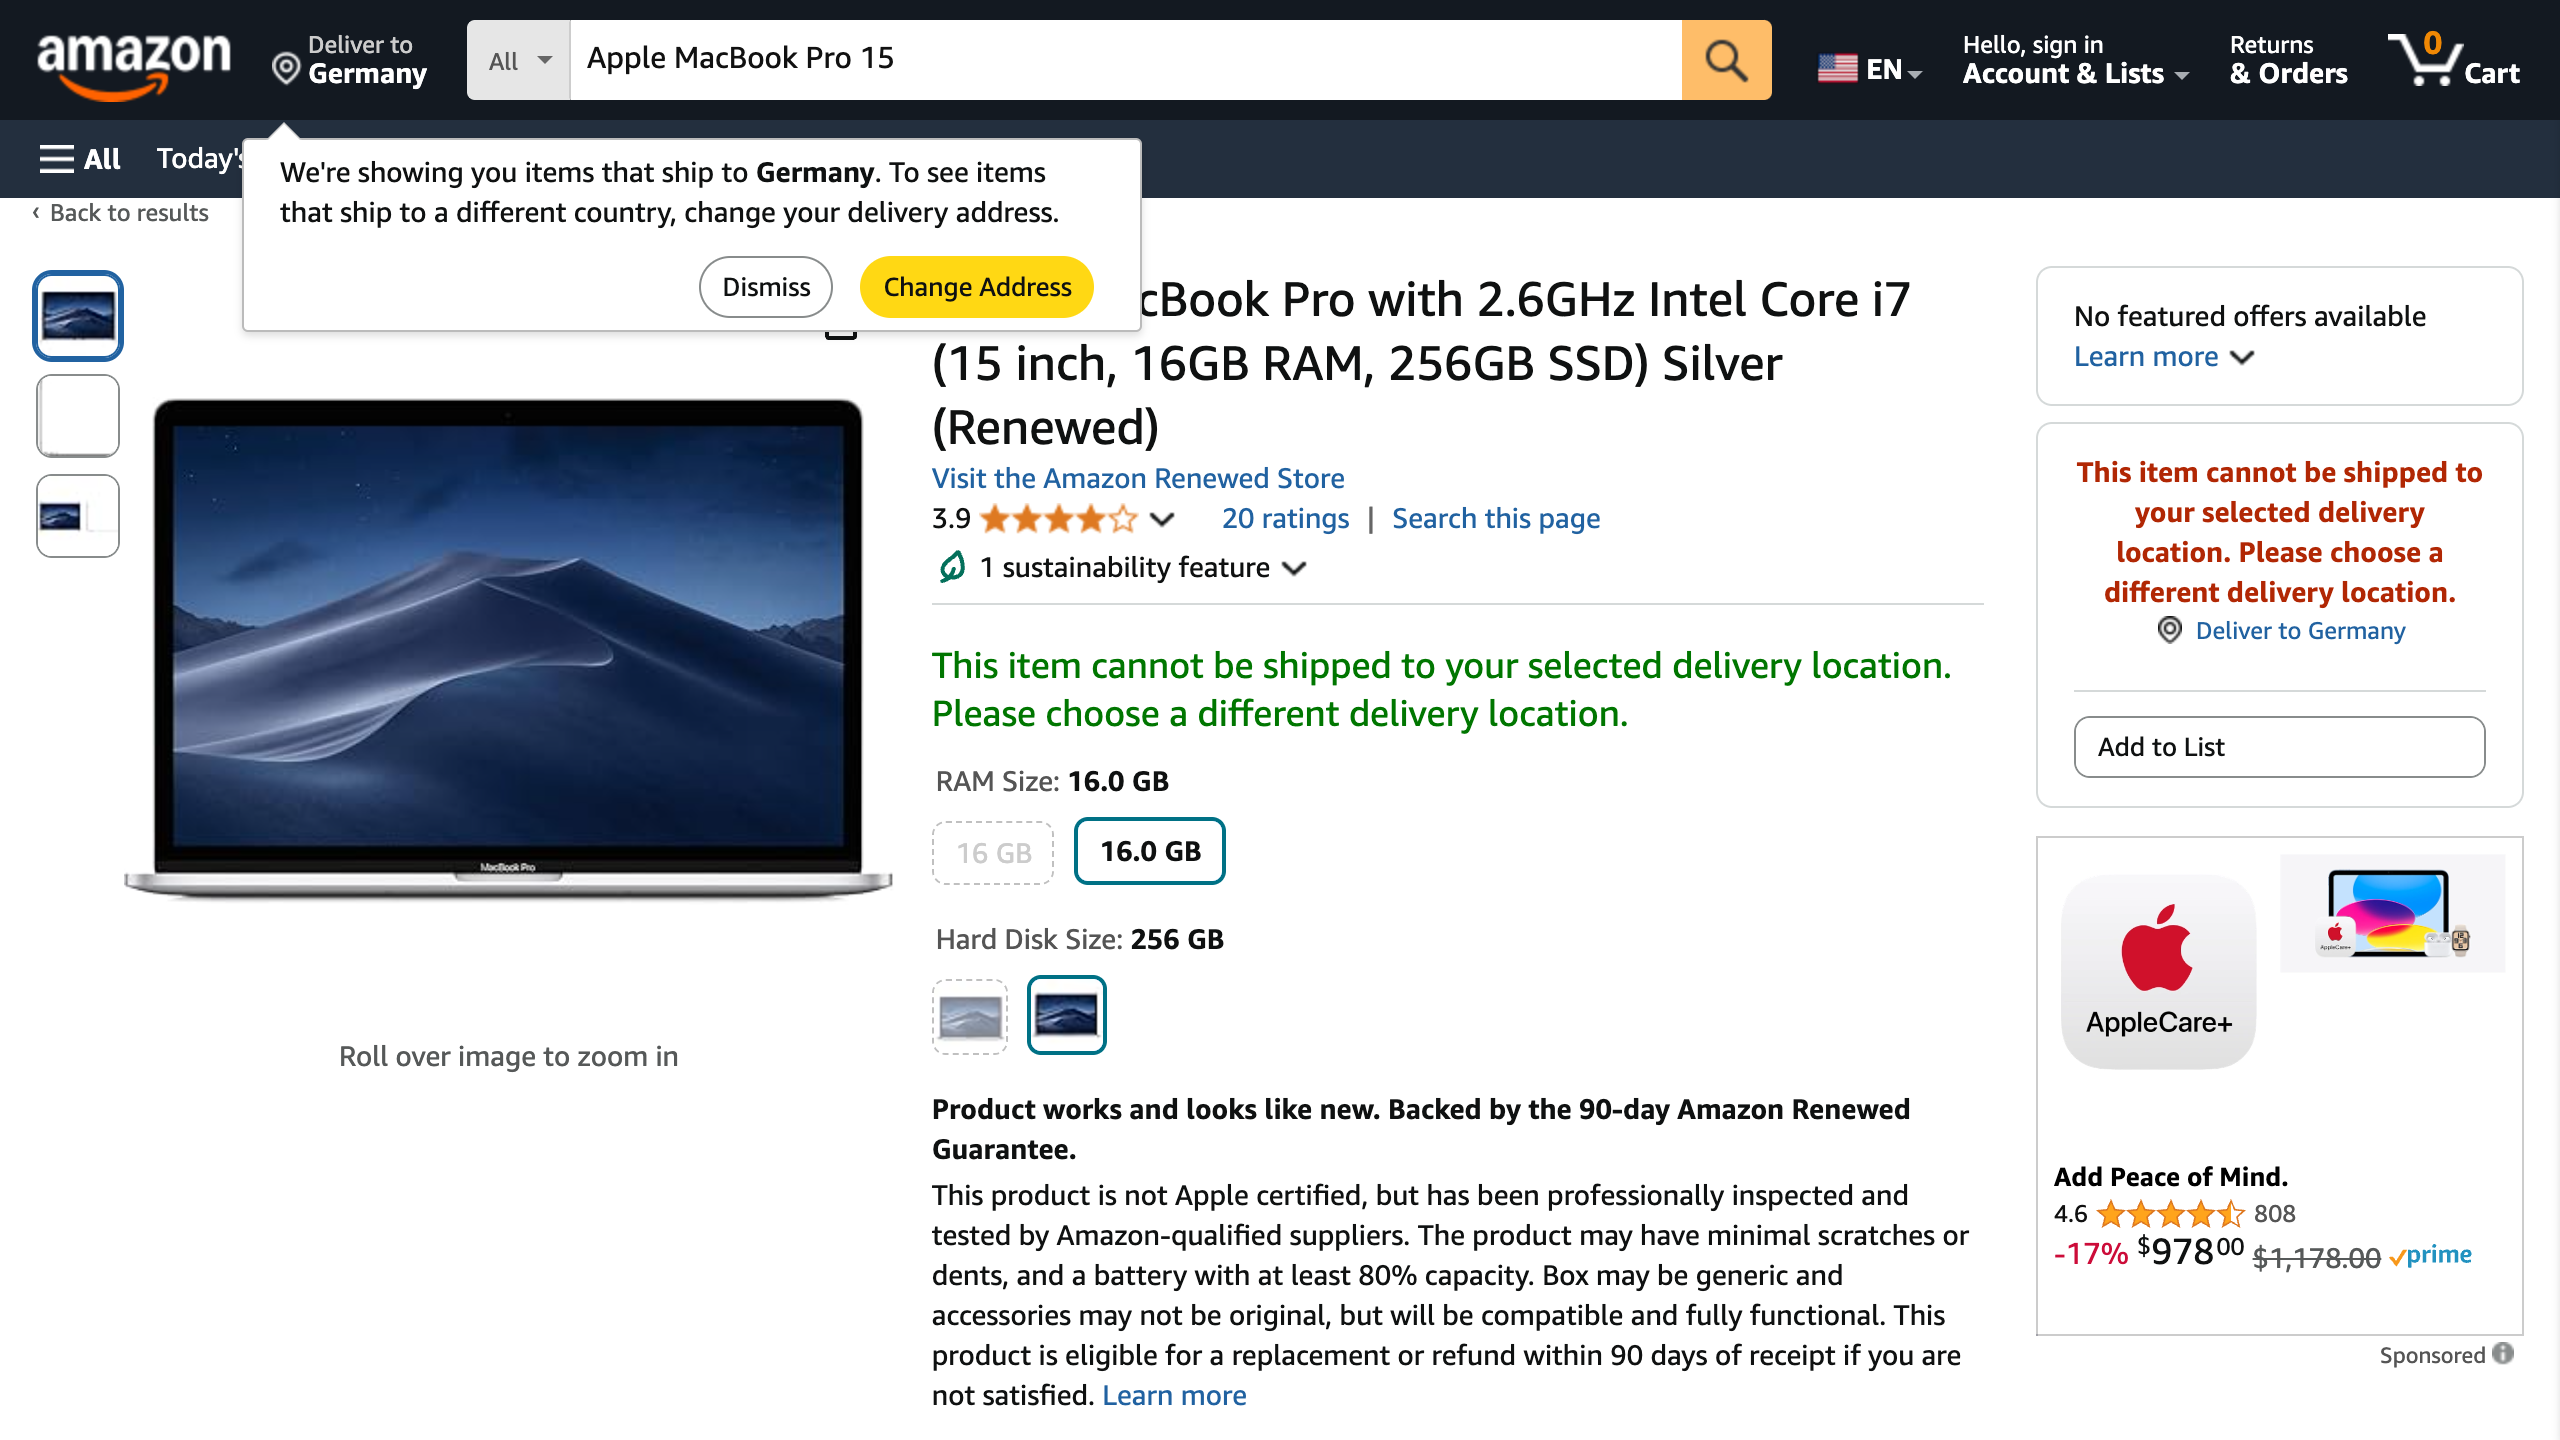 amazon
Deliver to
Germany
All
Apple MacBook Pro 15
EN
Hello, sign in
Account & Lists
Returns
& Orders
0
Cart
All
Today's
We're showing you items that ship to Germany. To see items
that ship to a different country, change your delivery address.
Dismiss
Change Address
‹ Back to results
MacBook Pro
Roll over image to zoom in
cBook Pro with 2.6GHz Intel Core i7
(15 inch, 16GB RAM, 256GB SSD) Silver
(Renewed)
Visit the Amazon Renewed Store
3.9
20 ratings | Search this page
1 sustainability feature
This item cannot be shipped to your selected delivery location.
Please choose a different delivery location.
RAM Size: 16.0 GB
16 GB
16.0 GB
Hard Disk Size: 256 GB
Product works and looks like new. Backed by the 90-day Amazon Renewed
Guarantee.
This product is not Apple certified, but has been professionally inspected and
tested by Amazon-qualified suppliers. The product may have minimal scratches or
dents, and a battery with at least 80% capacity. Box may be generic and
accessories may not be original, but will be compatible and fully functional. This
product is eligible for a replacement or refund within 90 days of receipt if you are
not satisfied. Learn more
No featured offers available
Learn more
This item cannot be shipped to
your selected delivery
location. Please choose a
different delivery location.
Deliver to Germany
Add to List
AppleCare+
AppleCare+
Add Peace of Mind.
4.6 808
-17% $97800 $1,178.00 prime
Sponsored